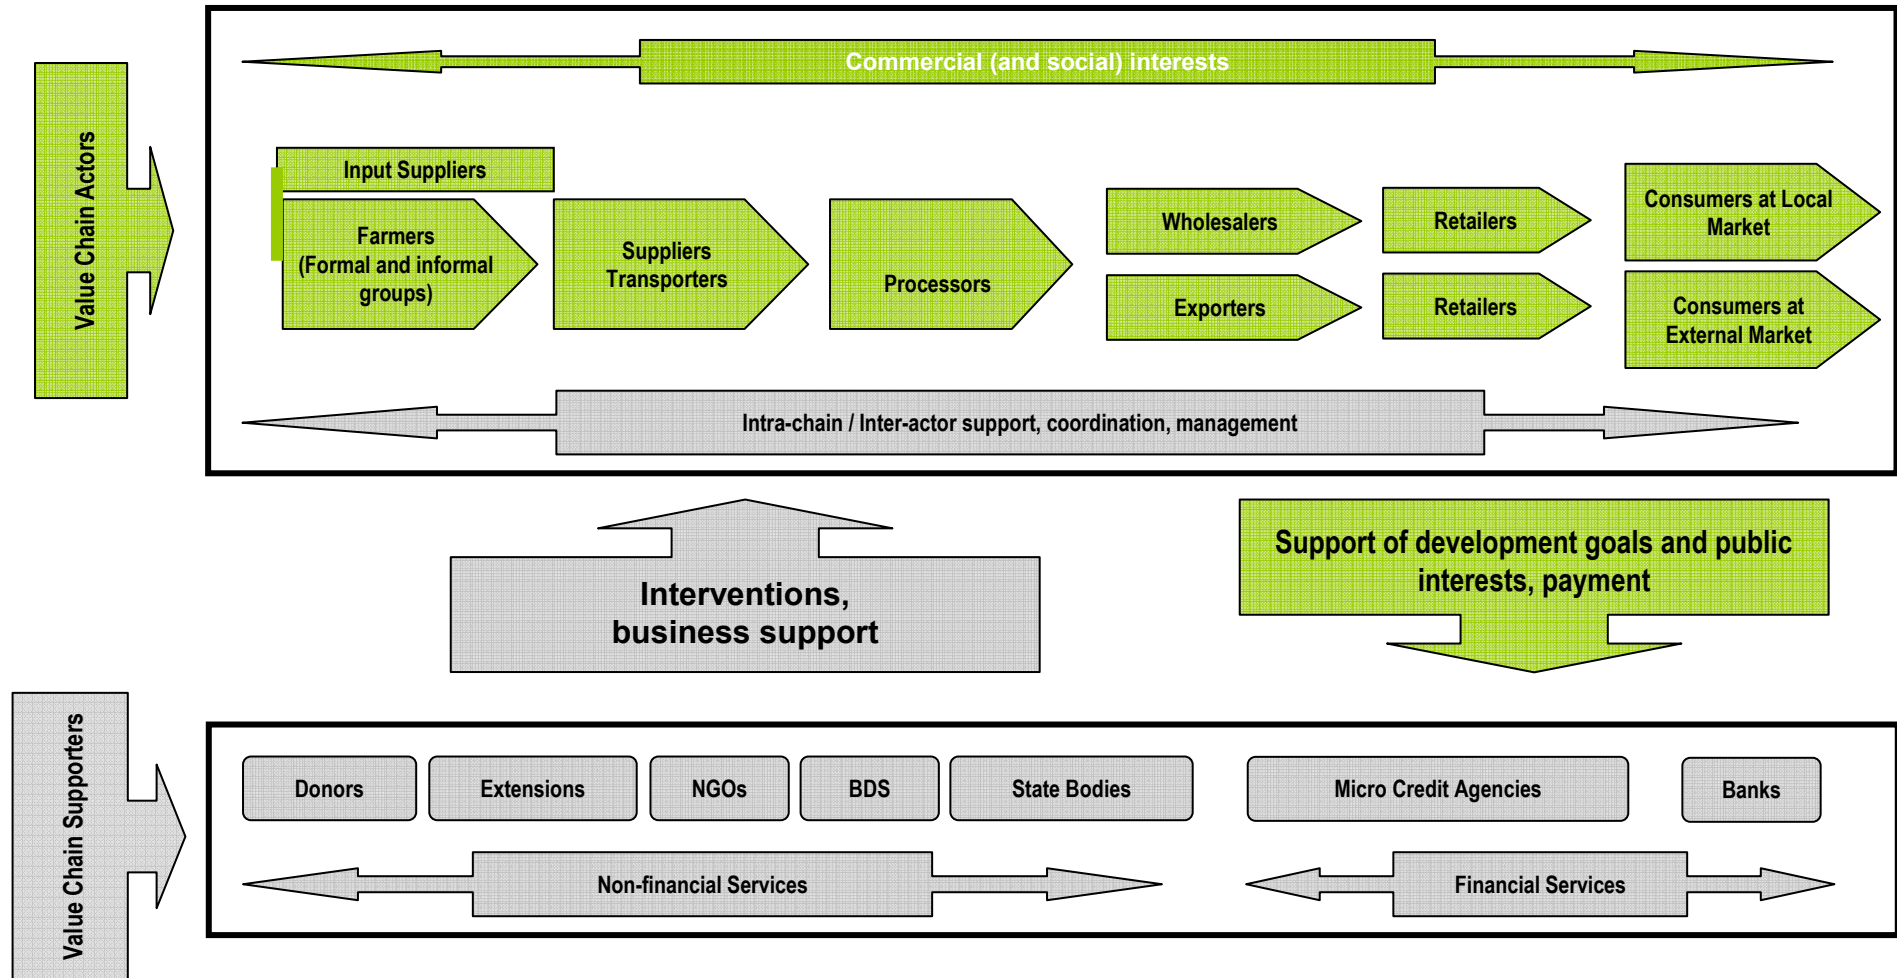 Commercial (and social) interests
Value Chain Actors
Input Suppliers
Farmers
(Formal and informal
groups)
Suppliers
Transporters
Processors
Wholesalers
Retailers
Consumers at Local
Market
Exporters
Retailers
Consumers at
External Market
Intra-chain / Inter-actor support, coordination, management
Interventions,
business support
Support of development goals and public
interests, payment
Value Chain Supporters
Donors
Extensions
NGOs
BDS
State Bodies
Micro Credit Agencies
Banks
Non-financial Services
Financial Services